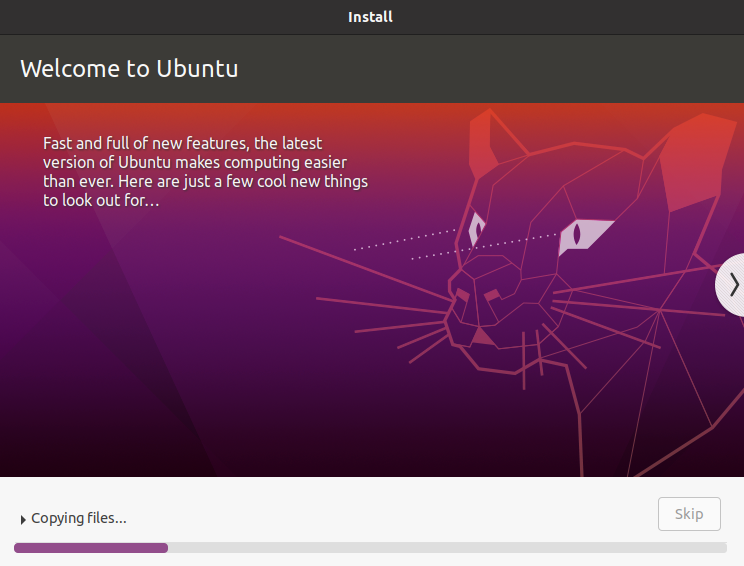 Install
Welcome to Ubuntu
Fast and full of new features, the latest
version of Ubuntu makes computing easier
than ever. Here are just a few cool new things
to look out for…
Copying files...
Skip